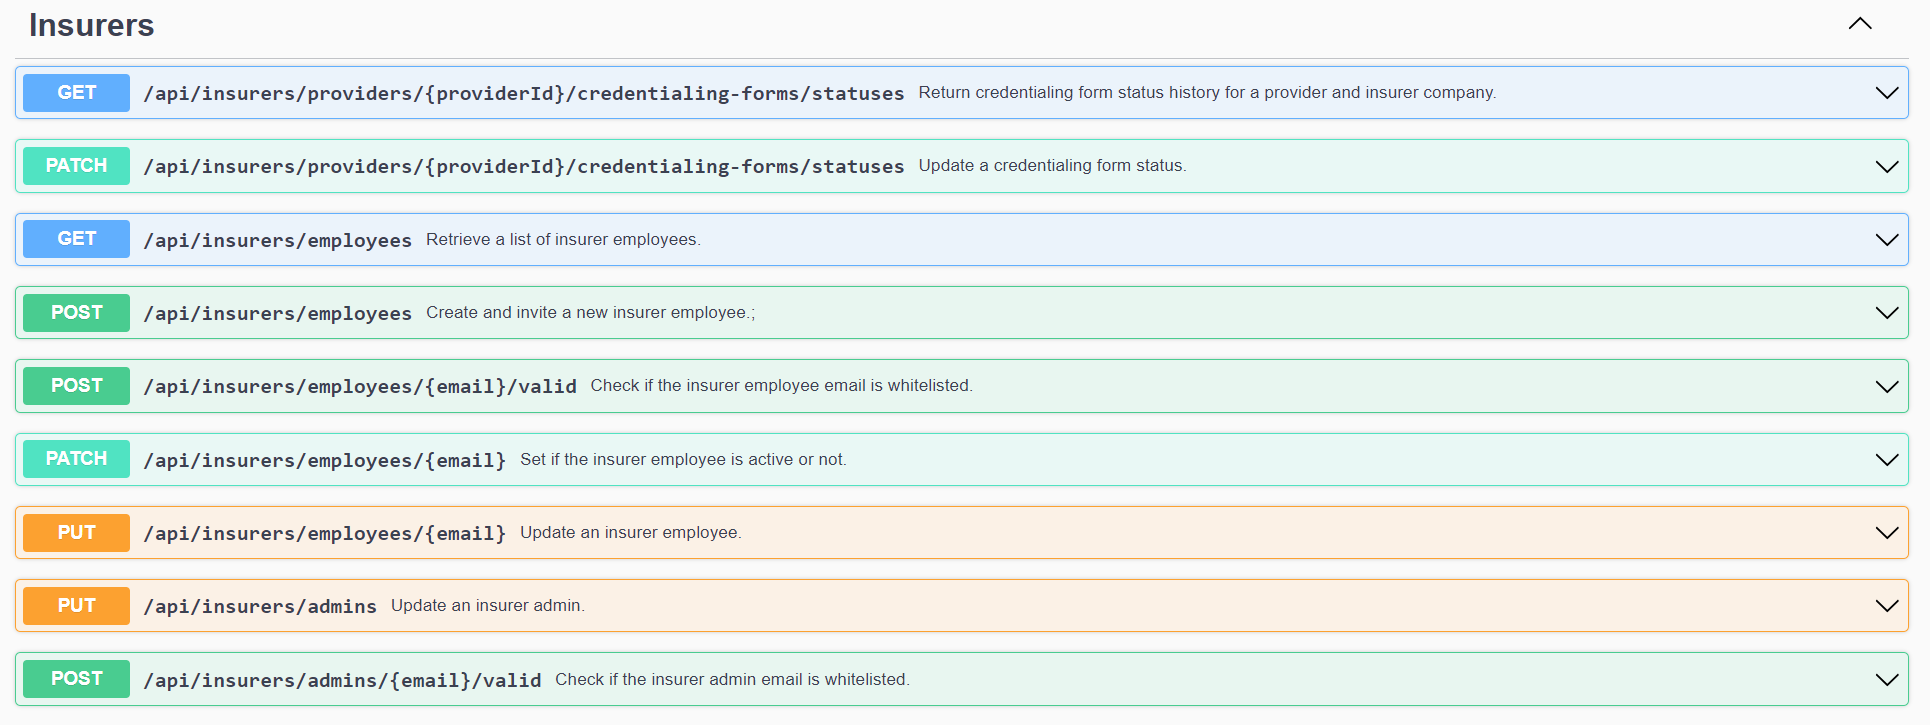 Insurers
GET /api/insurers/providers/{providerId}/credentialing-forms/statuses Return credentialing form status history for a provider and insurer company.
PATCH /api/insurers/providers/{providerId}/credentialing-forms/statuses Update a credentialing form status.
GET /api/insurers/employees Retrieve a list of insurer employees.
POST /api/insurers/employees Create and invite a new insurer employee.;
POST /api/insurers/employees/{email}/valid Check if the insurer employee email is whitelisted.
PATCH /api/insurers/employees/{email} Set if the insurer employee is active or not.
PUT /api/insurers/employees/{email} Update an insurer employee.
PUT /api/insurers/admins Update an insurer admin.
POST /api/insurers/admins/{email}/valid Check if the insurer admin email is whitelisted.